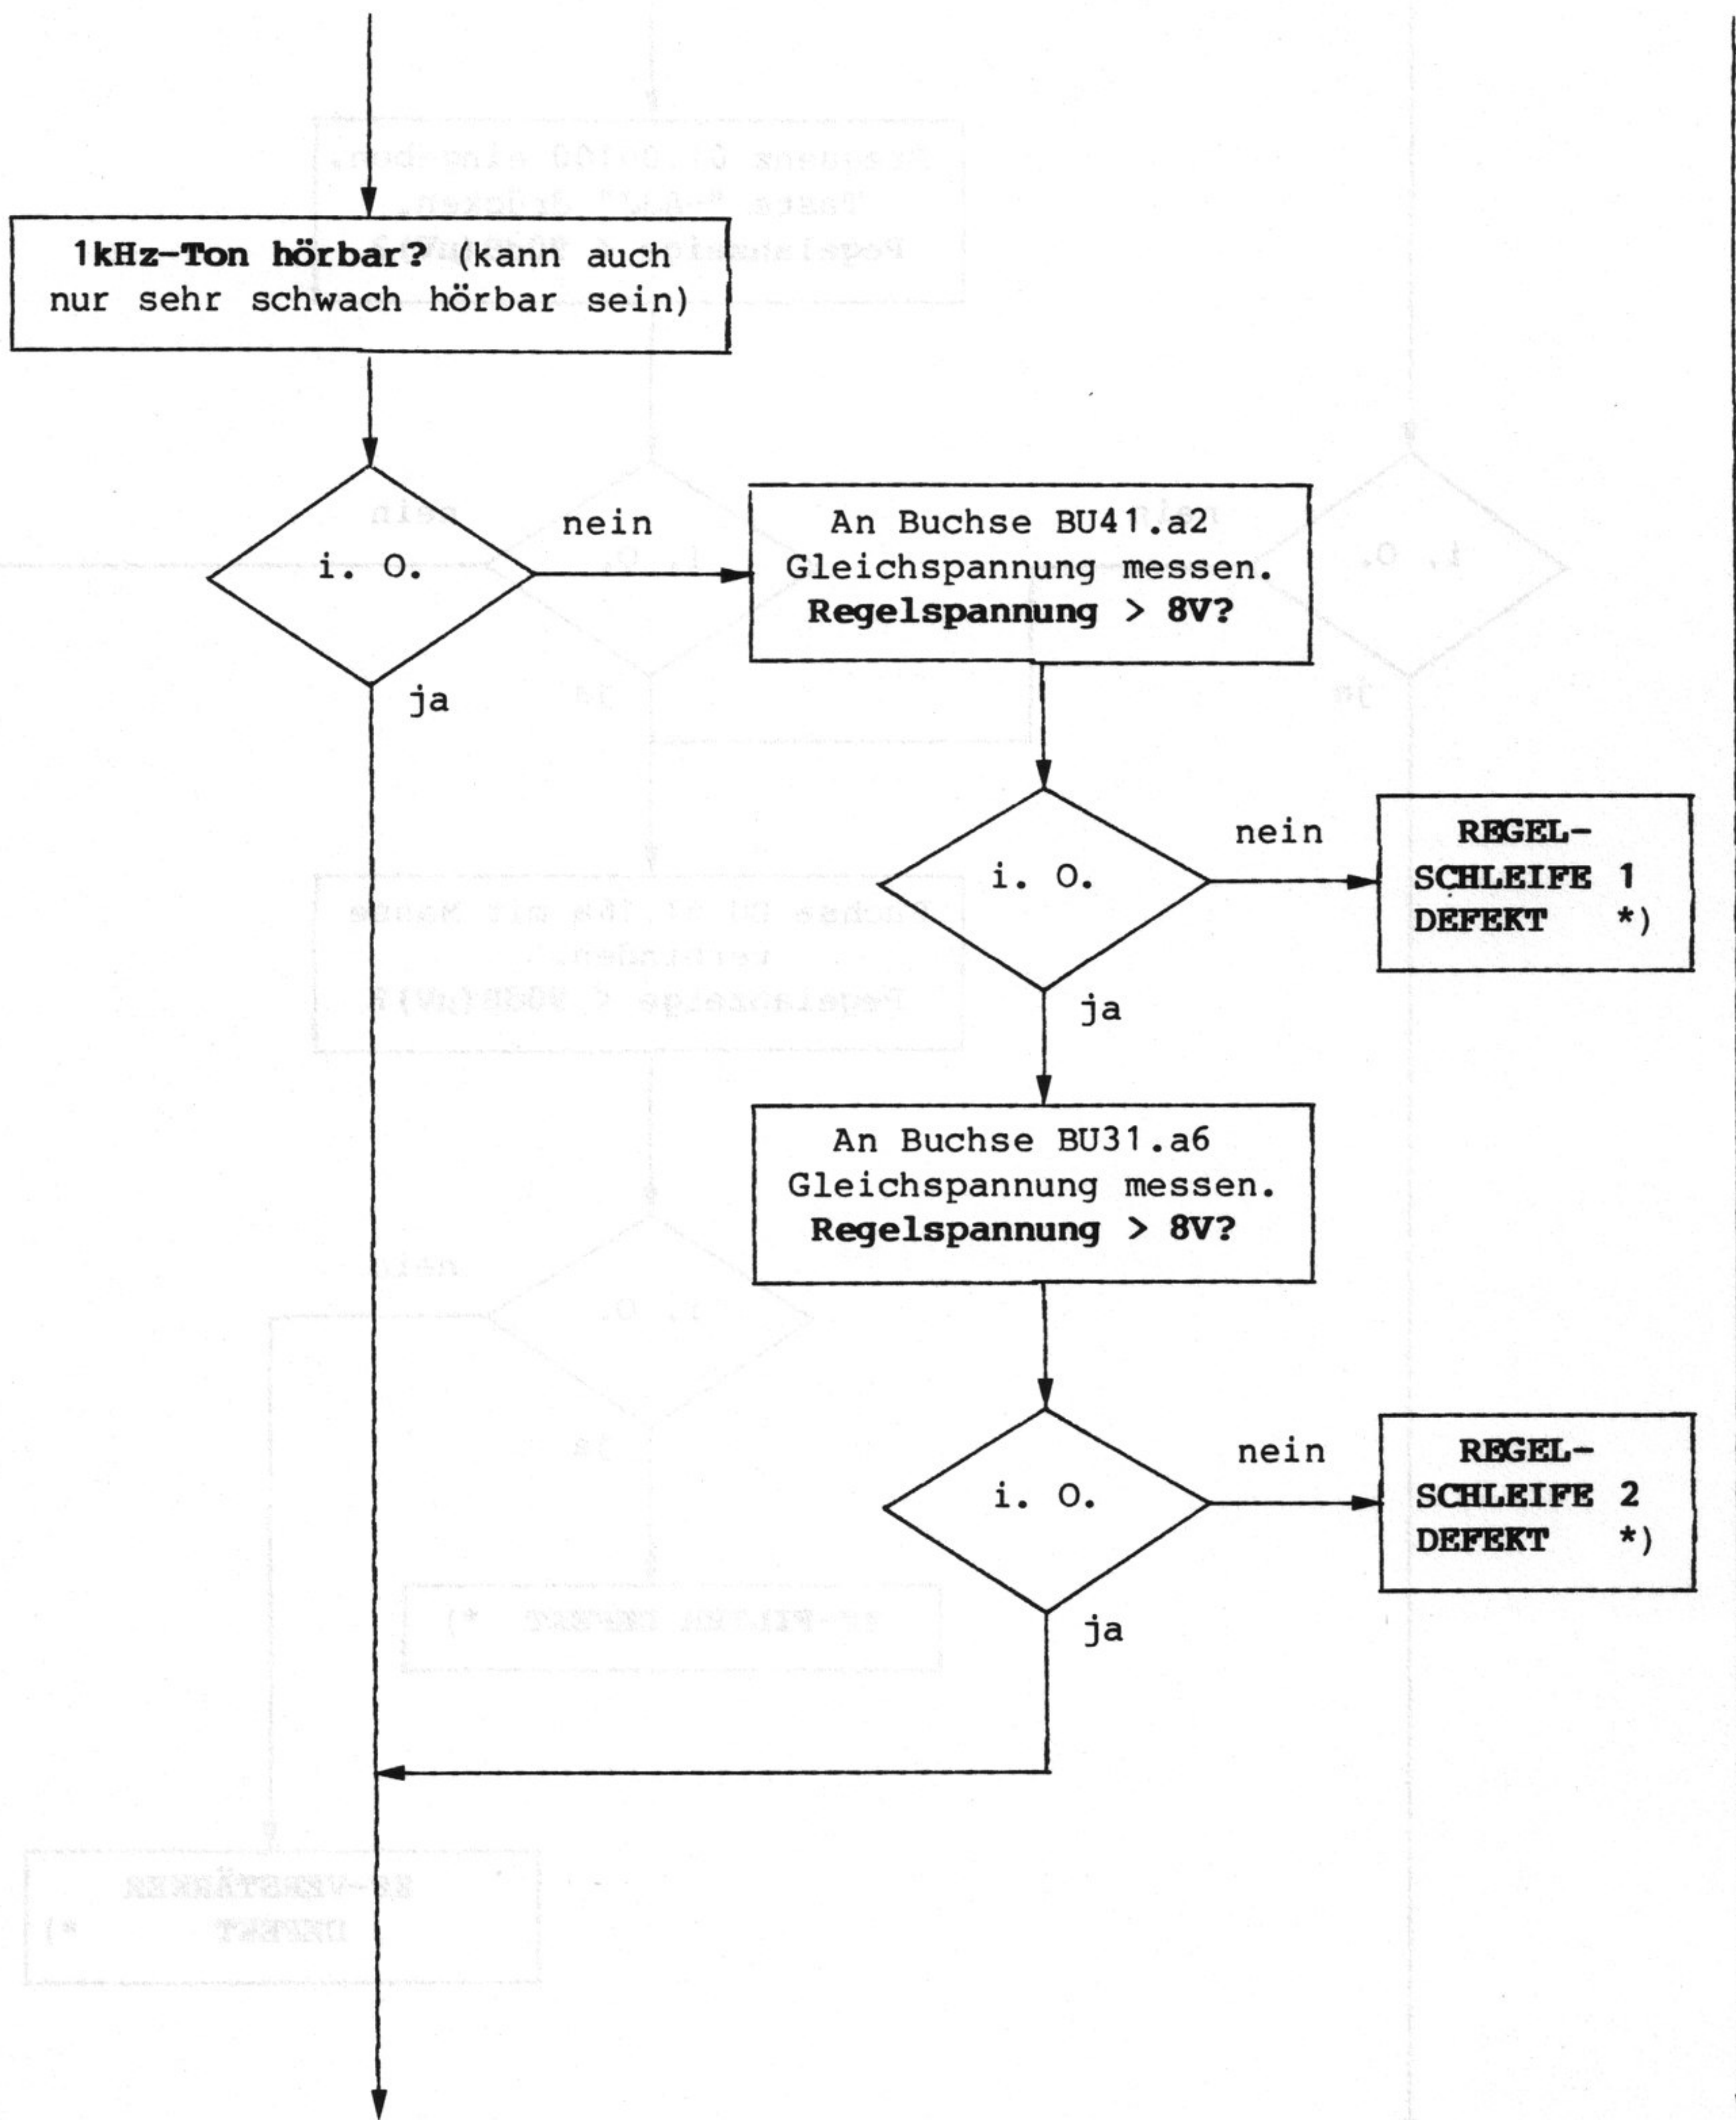 1kHz-Ton hörbar? (kann auch
nur sehr schwach hörbar sein)
i. O.
nein
ja
An Buchse BU41.a2
Gleichspannung messen.
Regelspannung > 8V?
i. O.
nein
ja
REGEL-
SCHLEIFE 1
DEFEKT *)
An Buchse BU31.a6
Gleichspannung messen.
Regelspannung > 8V?
i. O.
nein
ja
REGEL-
SCHLEIFE 2
DEFEKT *)